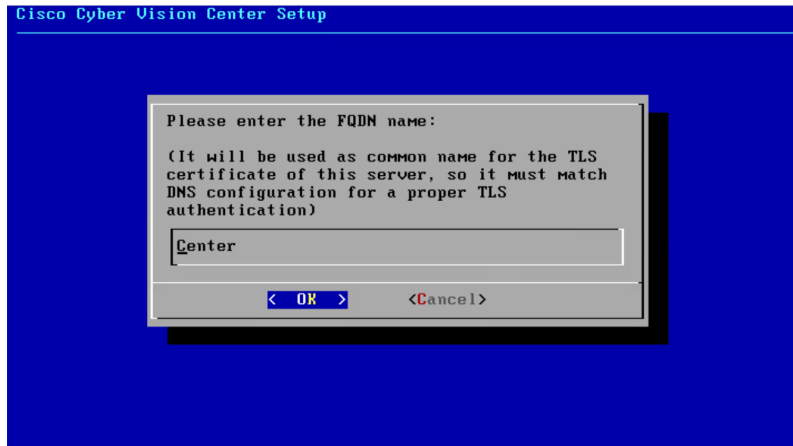 Cisco Cyber Vision Center Setup
Please enter the FQDN name:
(It will be used as common name for the TLS
certificate of this server, so it must match
DNS configuration for a proper TLS
authentication)
Center
< OK > <Cancel>